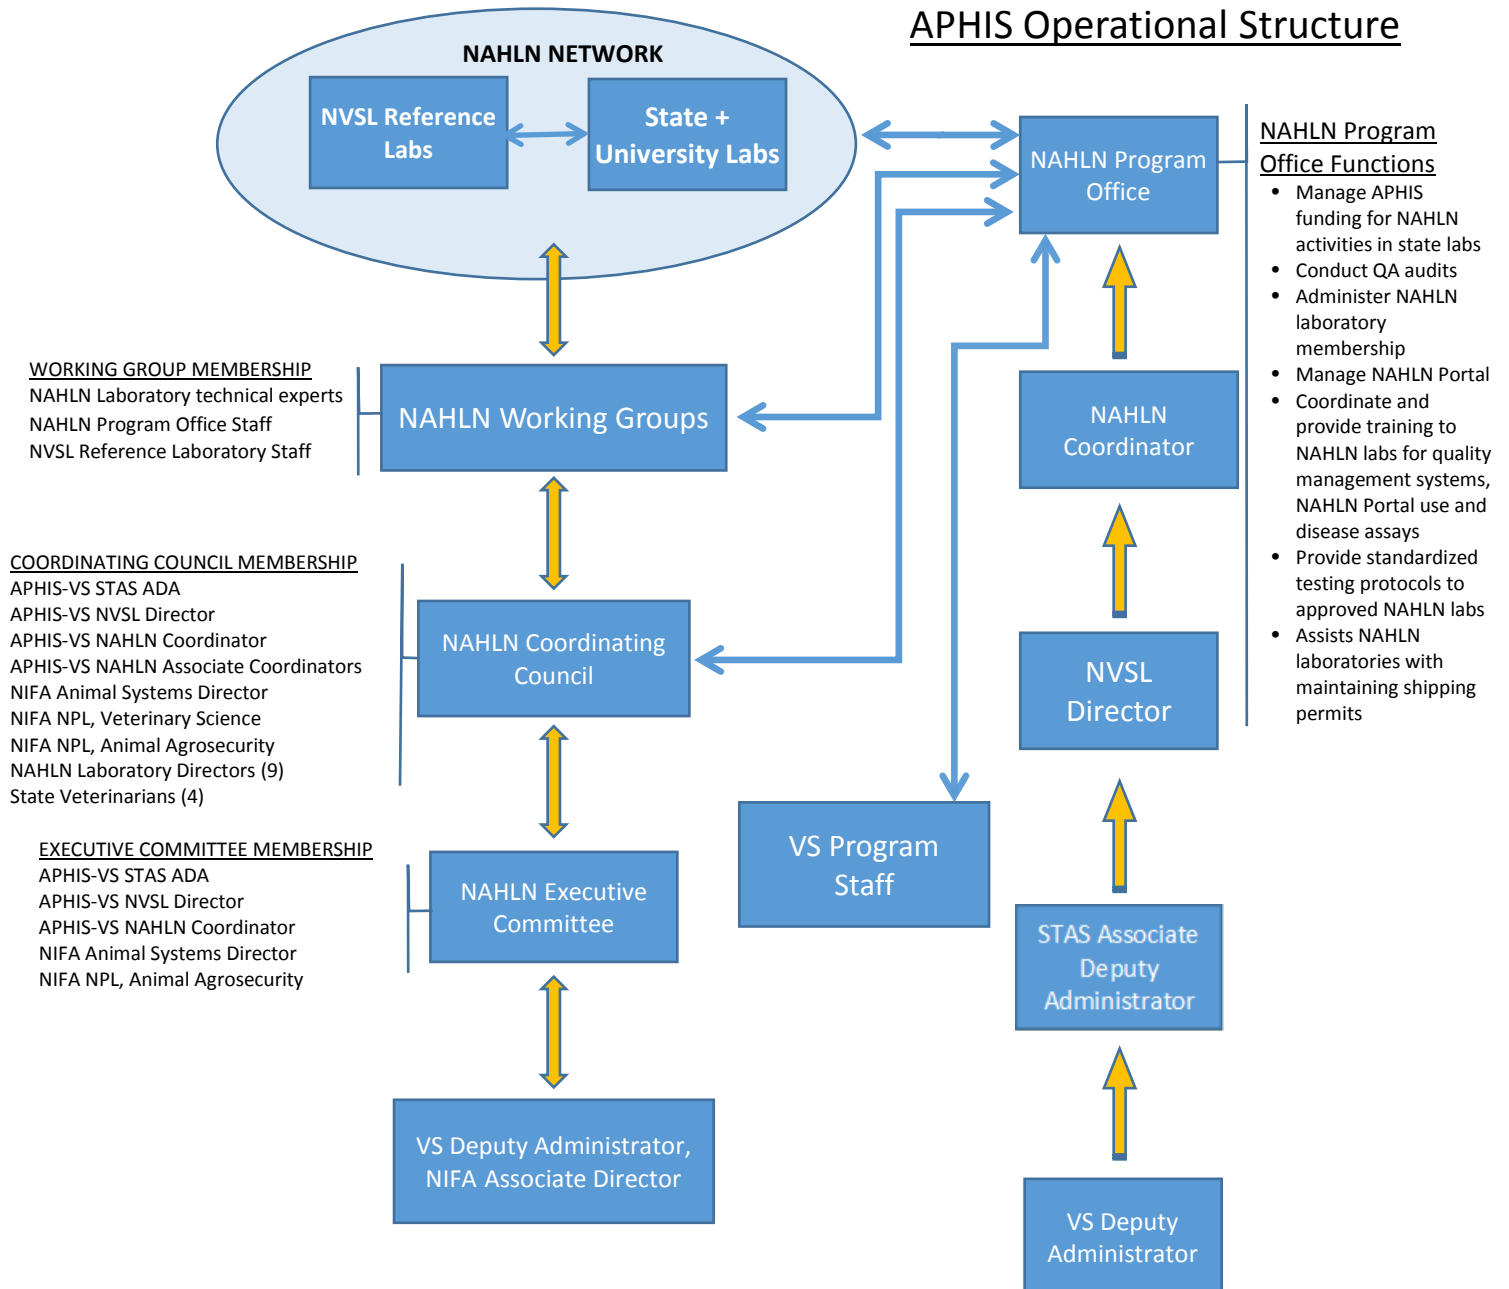 APHIS Operational Structure
NAHLN NETWORK
NVSL Reference
Labs
State +
University Labs
NAHLN Program
Office
NAHLN Program
Office Functions
• Manage APHIS
funding for NAHLN
activities in state labs
• Conduct QA audits
• Administer NAHLN
laboratory
membership
• Manage NAHLN Portal
• Coordinate and
provide training to
NAHLN labs for quality
management systems,
NAHLN Portal use and
disease assays
• Provide standardized
testing protocols to
approved NAHLN labs
• Assists NAHLN
laboratories with
maintaining shipping
permits
WORKING GROUP MEMBERSHIP
NAHLN Laboratory technical experts
NAHLN Program Office Staff
NVSL Reference Laboratory Staff
NAHLN Working Groups
NAHLN
Coordinator
COORDINATING COUNCIL MEMBERSHIP
APHIS-VS STAS ADA
APHIS-VS NVSL Director
APHIS-VS NAHLN Coordinator
APHIS-VS NAHLN Associate Coordinators
NIFA Animal Systems Director
NIFA NPL, Veterinary Science
NIFA NPL, Animal Agrosecurity
NAHLN Laboratory Directors (9)
State Veterinarians (4)
NAHLN Coordinating
Council
NVSL
Director
EXECUTIVE COMMITTEE MEMBERSHIP
APHIS-VS STAS ADA
APHIS-VS NVSL Director
APHIS-VS NAHLN Coordinator
NIFA Animal Systems Director
NIFA NPL, Animal Agrosecurity
NAHLN Executive
Committee
VS Program
Staff
STAS Associate
Deputy
Administrator
VS Deputy Administrator,
NIFA Associate Director
VS Deputy
Administrator